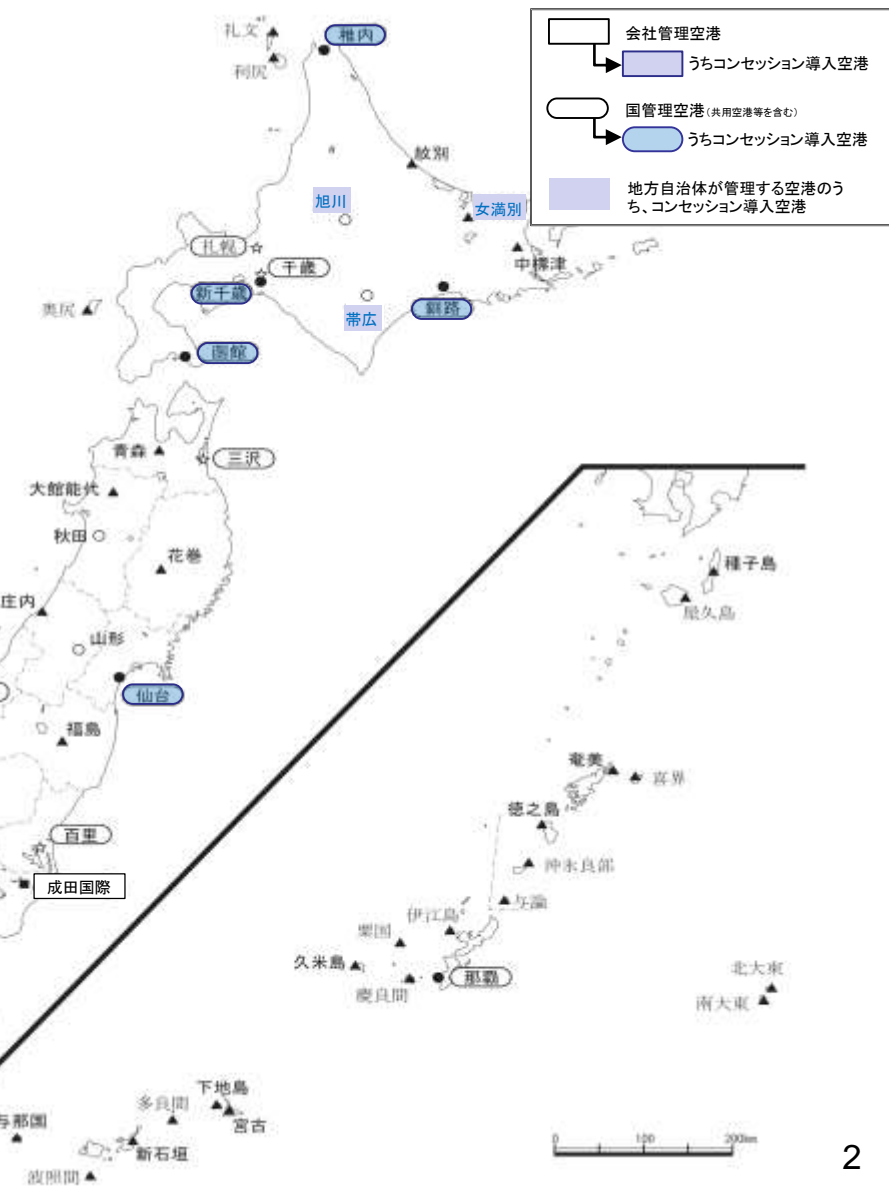 会社管理空港
うちコンセッション導入空港
国管理空港(共用空港等を含む)
うちコンセッション導入空港
地方自治体が管理する空港のう
ち、コンセッション導入空港
礼文
稚内
利尻
紋別
旭川
女満別
札幌
千歳
中標津
新千歳
釧路
奥尻
帯広
函館
青森
三沢
大館能代
秋田
花巻
庄内
山形
仙台
福島
百里
成田国際
種子島
屋久島
奄美
喜界
徳之島
沖永良部
与論
伊江島
粟国
久米島
慶良間
那覇
北大東
南大東
下地島
多良間
宮古
与那国
新石垣
波照間
0 100 200km
2